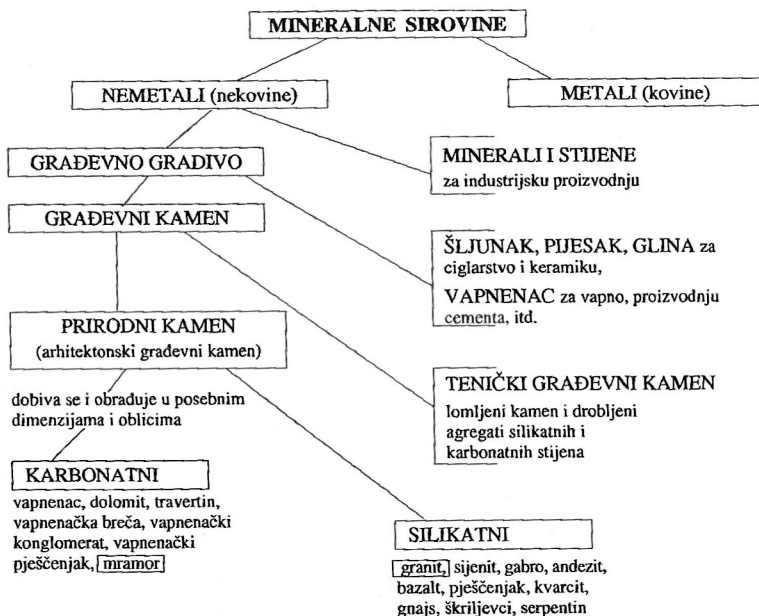 MINERALNE SIROVINE
NEMETALI (nekovine)
METALI (kovine)
GRAĐEVNO GRADIVO
MINERALI I STIJENE
za industrijsku proizvodnju
GRAĐEVNI KAMEN
ŠLJUNAK, PIJESAK, GLINA za
ciglarstvo i keramiku,
VAPNENAC za vapno, proizvodnju
cementa, itd.
PRIRODNI KAMEN
(arhitektonski građevni kamen)
TENIČKI GRAĐEVNI KAMEN
lomljeni kamen i drobljeni
agregati silikatnih i
karbonatnih stijena
dobiva se i obrađuje u posebnim
dimenzijama i oblicima
KARBONATNI
vapnenac, dolomit, travertin,
vapnenačka breča, vapnenački
konglomerat, vapnenački
pješčenjak, mramor
SILIKATNI
granit, sijenit, gabro, andezit,
bazalt, pješčenjak, kvarcit,
gnajs, škriljevci, serpentin